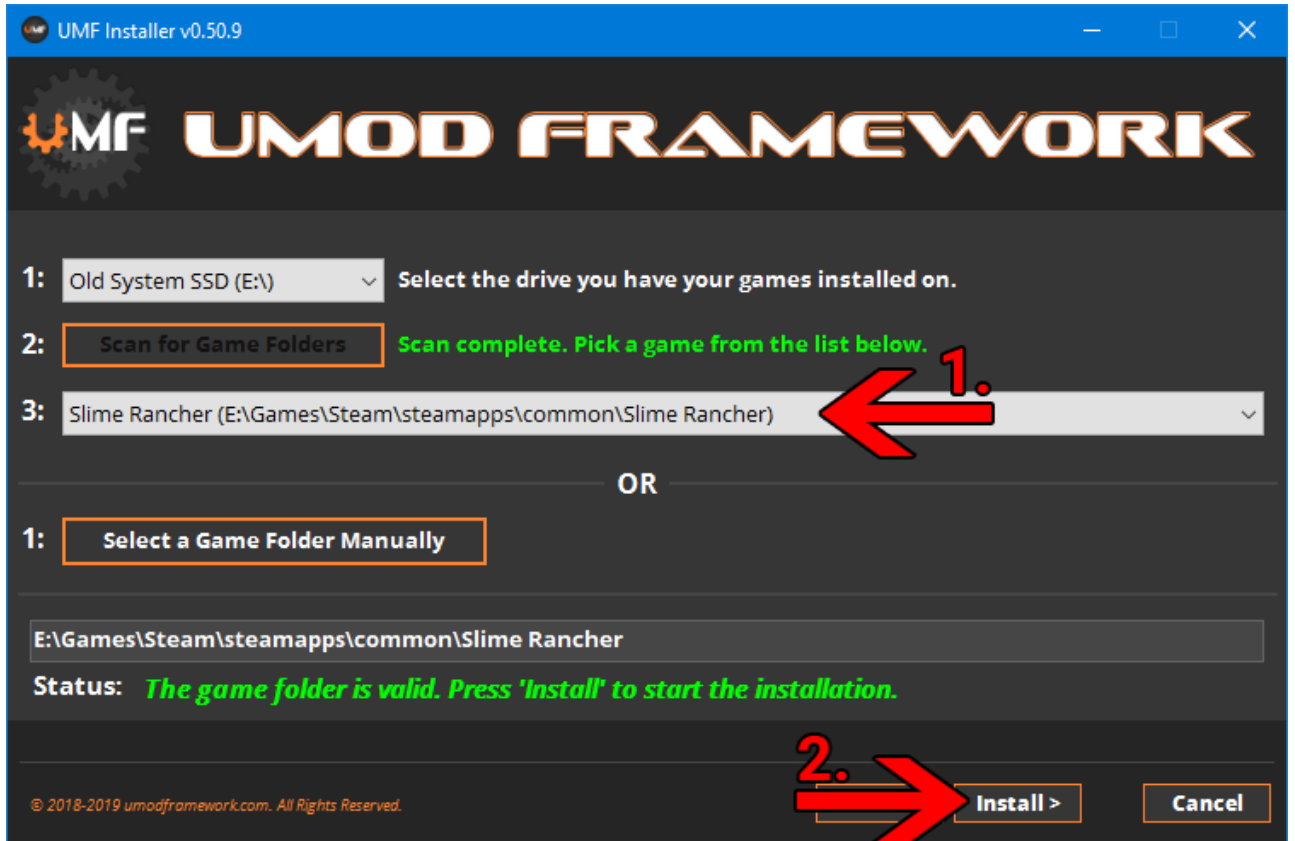 UMF Installer v0.50.9
UMF UMOD FRAMEWORK
1: Old System SSD (E:\) Select the drive you have your games installed on.
2: Scan for Game Folders Scan complete. Pick a game from the list below.
1.
3: Slime Rancher (E:\Games\Steam\steamapps\common\Slime Rancher)
OR
1: Select a Game Folder Manually
E:\Games\Steam\steamapps\common\Slime Rancher
Status: The game folder is valid. Press 'Install' to start the installation.
2.
© 2018-2019 umodframework.com. All Rights Reserved. Install > Cancel